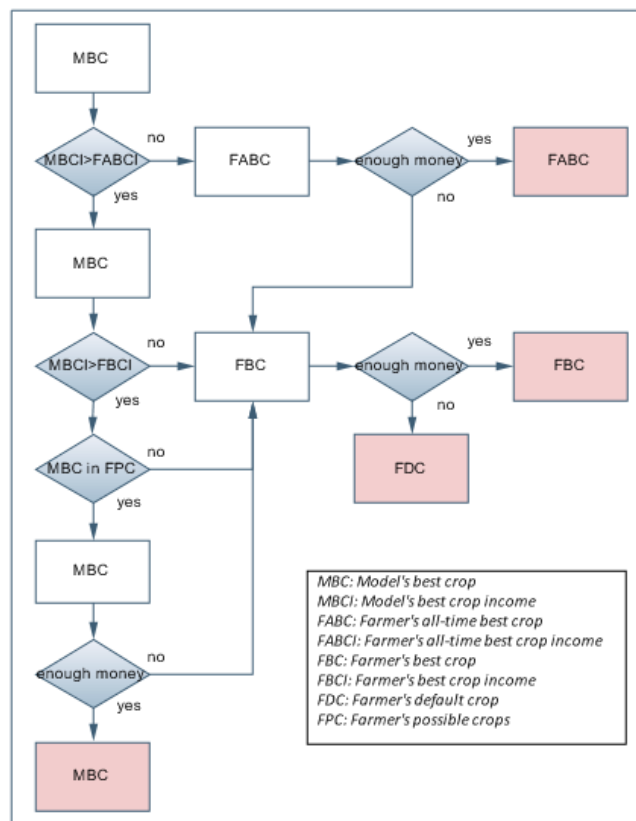 MBC
MBCI>FABCI
no
FABC
enough money
yes
FABC
yes
no
MBC
MBCI>FBCI
no
FBC
enough money
yes
FBC
yes
no
MBC in FPC
no
FDC
yes
MBC
enough money
no
yes
MBC
MBC: Model's best crop
MBCI: Model's best crop income
FABC: Farmer's all-time best crop
FABCI: Farmer's all-time best crop income
FBC: Farmer's best crop
FBCI: Farmer's best crop income
FDC: Farmer's default crop
FPC: Farmer's possible crops